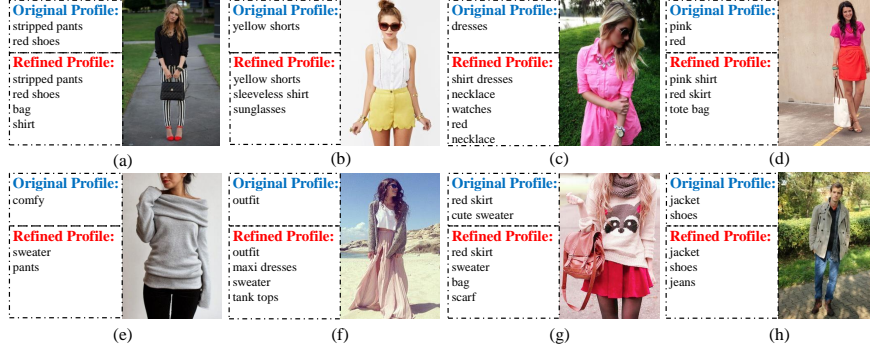 Original Profile:
stripped pants
red shoes
Refined Profile:
stripped pants
red shoes
bag
shirt
(a)
Original Profile:
yellow shorts
Refined Profile:
yellow shorts
sleeveless shirt
sunglasses
(b)
Original Profile:
dresses
Refined Profile:
shirt dresses
necklace
watches
red
necklace
(c)
Original Profile:
pink
red
Refined Profile:
pink shirt
red skirt
tote bag
(d)
Original Profile:
comfy
Refined Profile:
sweater
pants
(e)
Original Profile:
outfit
Refined Profile:
outfit
maxi dresses
sweater
tank tops
(f)
Original Profile:
red skirt
cute sweater
Refined Profile:
red skirt
sweater
bag
scarf
(g)
Original Profile:
jacket
shoes
Refined Profile:
jacket
shoes
jeans
(h)